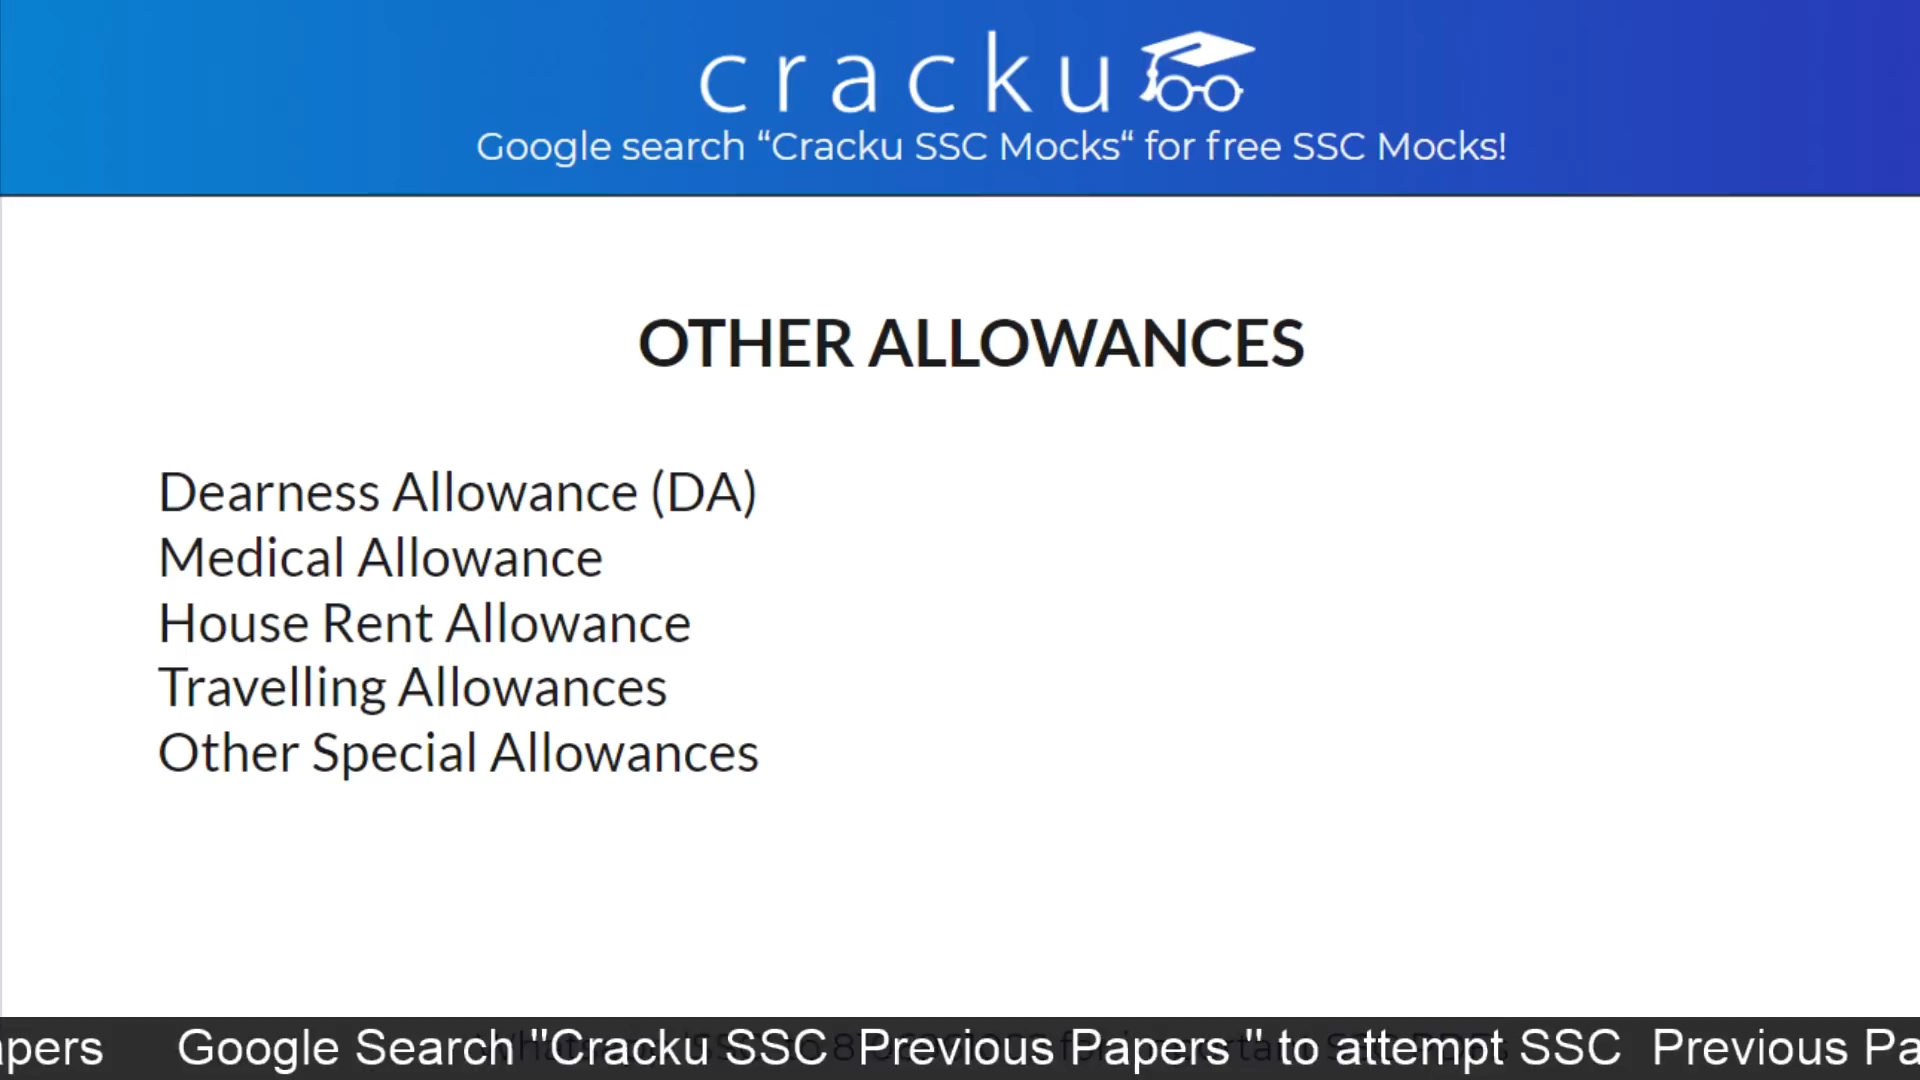 cracku
Google search “Cracku SSC Mocks“ for free SSC Mocks!
OTHER ALLOWANCES
Dearness Allowance (DA)
Medical Allowance
House Rent Allowance
Travelling Allowances
Other Special Allowances
apers Google Search "Cracku SSC Previous Papers " to attempt SSC Previous Pa